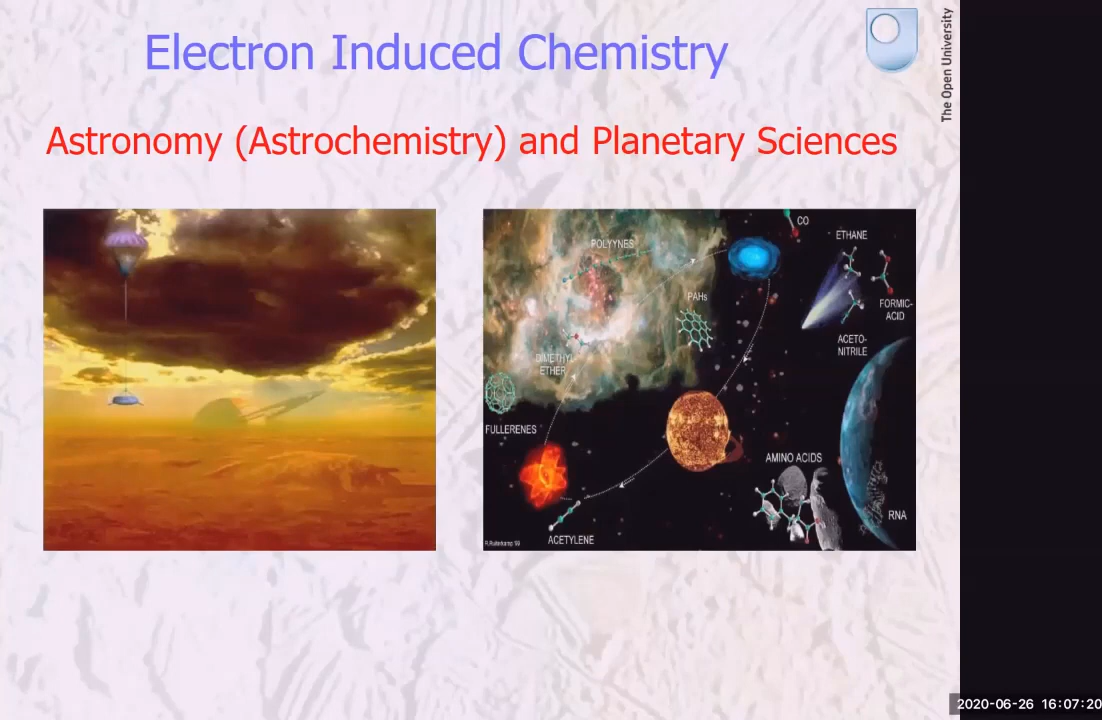 Electron Induced Chemistry
The Open University
Astronomy (Astrochemistry) and Planetary Sciences
CO
POLYYNES
ETHANE
PAHs
FORMIC-
ACID
ACETO-
NITRILE
DIMETHYL
ETHER
FULLERENES
AMINO ACIDS
RNA
ACETYLENE
2020-06-26 16:07:20